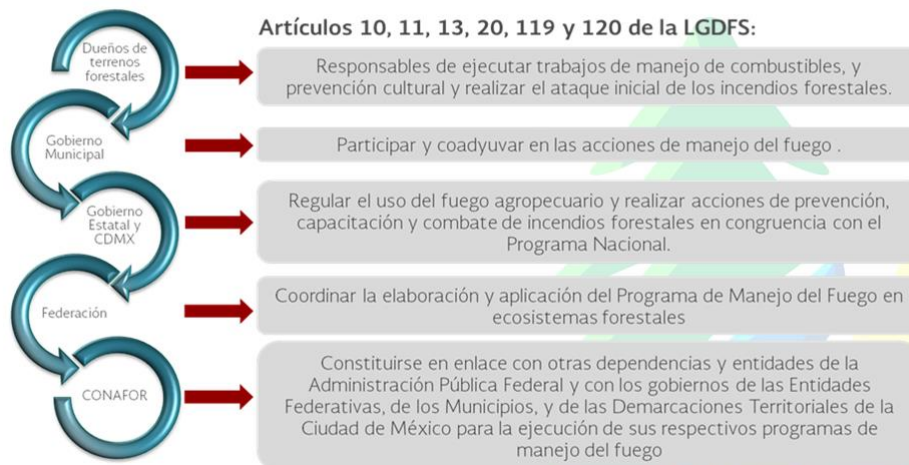 Artículos 10, 11, 13, 20, 119 y 120 de la LGDFS:
Dueños de
terrenos
forestales
Responsables de ejecutar trabajos de manejo de combustibles, y
prevención cultural y realizar el ataque inicial de los incendios forestales.
Gobierno
Municipal
Participar y coadyuvar en las acciones de manejo del fuego .
Gobierno
Estatal y
CDMX
Regular el uso del fuego agropecuario y realizar acciones de prevención,
capacitación y combate de incendios forestales en congruencia con el
Programa Nacional.
Federación
Coordinar la elaboración y aplicación del Programa de Manejo del Fuego en
ecosistemas forestales
CONAFOR
Constituirse en enlace con otras dependencias y entidades de la
Administración Pública Federal y con los gobiernos de las Entidades
Federativas, de los Municipios, y de las Demarcaciones Territoriales de la
Ciudad de México para la ejecución de sus respectivos programas de
manejo del fuego